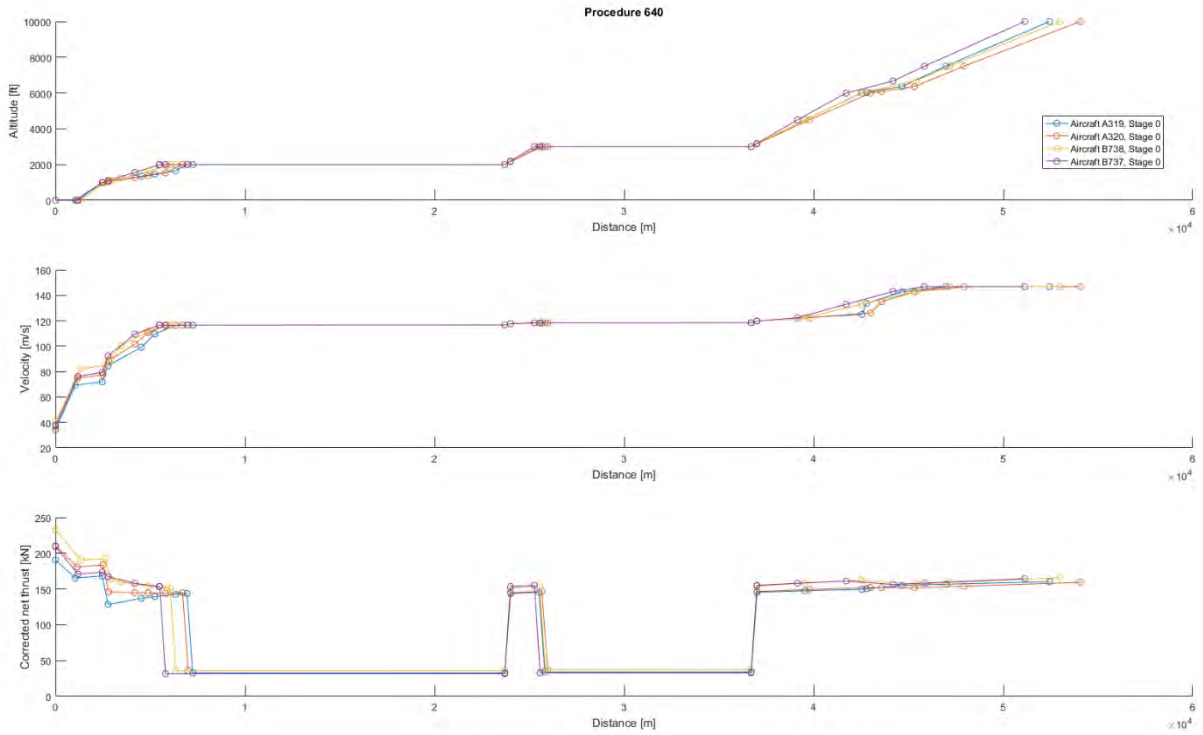 Procedure 640
10000
8000
6000
4000
2000
0
Altitude [ft]
0 1 2 3 4 5 6
Distance [m]
×10⁴
Aircraft A319, Stage 0
Aircraft A320, Stage 0
Aircraft B738, Stage 0
Aircraft B737, Stage 0
160
140
120
100
80
60
40
20
Velocity [m/s]
0 1 2 3 4 5 6
Distance [m]
×10⁴
250
200
150
100
50
0
Corrected net thrust [kN]
0 1 2 3 4 5 6
Distance [m]
×10⁴